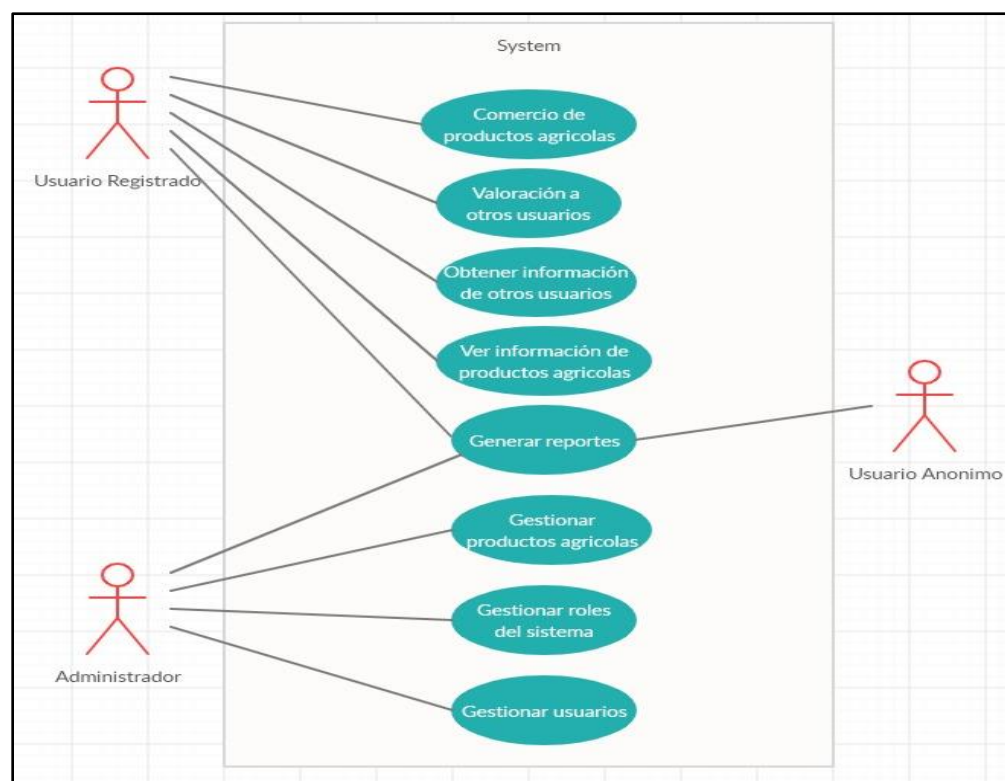 System
Usuario Registrado
Comercio de
productos agricolas
Valoración a
otros usuarios
Obtener información
de otros usuarios
Ver información de
productos agricolas
Generar reportes
Usuario Anonimo
Gestionar
productos agricolas
Gestionar roles
del sistema
Administrador
Gestionar usuarios